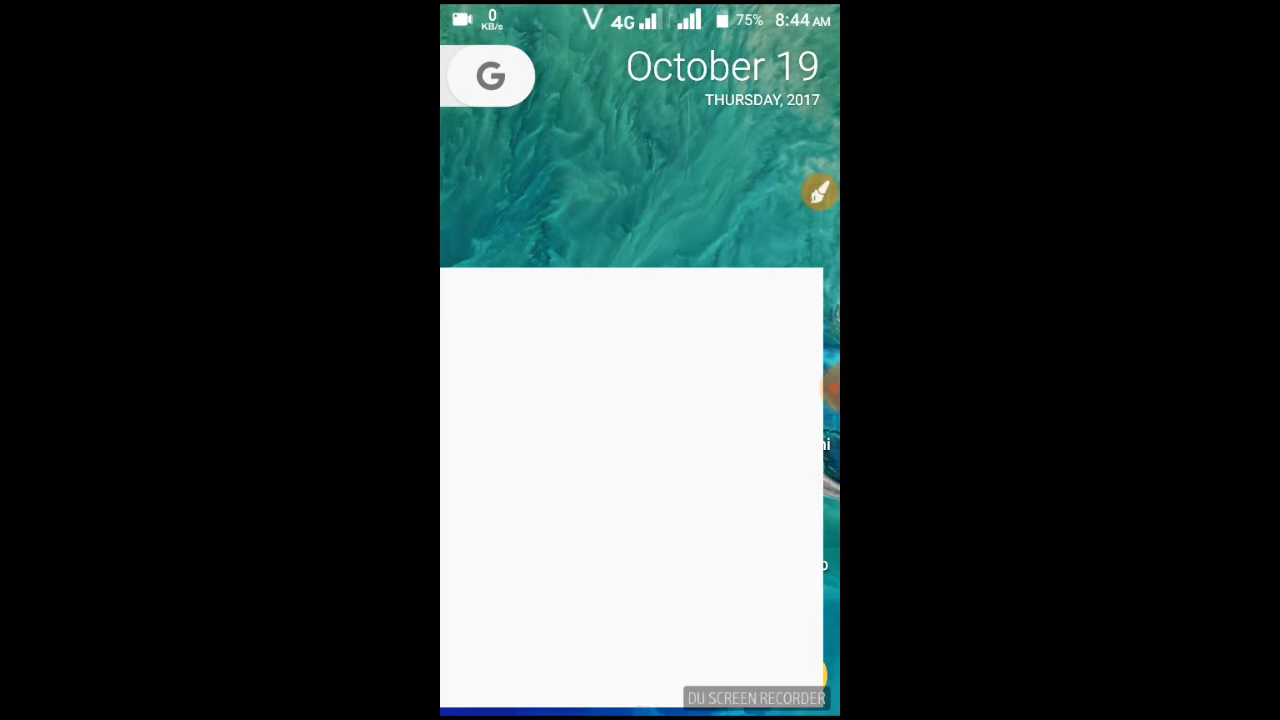 0 KB/s 4G 75% 8:44 AM
G October 19
THURSDAY, 2017
DU SCREEN RECORDER